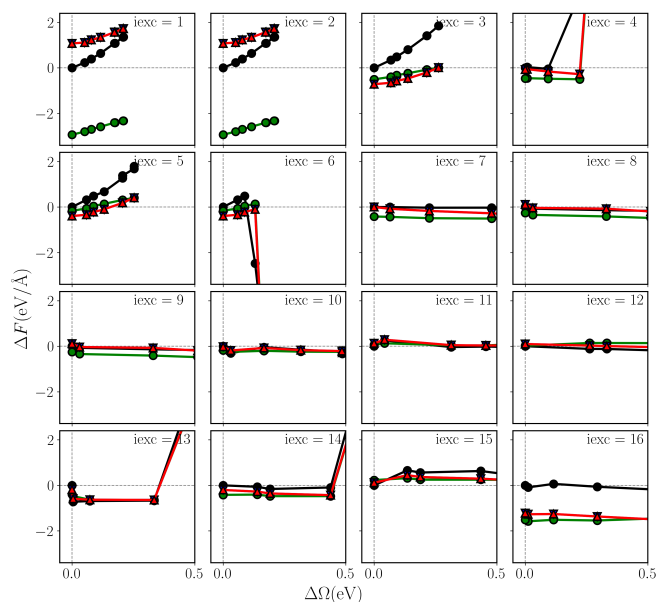 iexc = 1
iexc = 2
iexc = 3
iexc = 4
2
0
−2
iexc = 5
iexc = 6
iexc = 7
iexc = 8
2
0
−2
ΔF(eV/Å)
iexc = 9
iexc = 10
iexc = 11
iexc = 12
2
0
−2
iexc = 13
iexc = 14
iexc = 15
iexc = 16
2
0
−2
0.0 0.5 0.0 0.5 0.0 0.5 0.0 0.5
ΔΩ(eV)